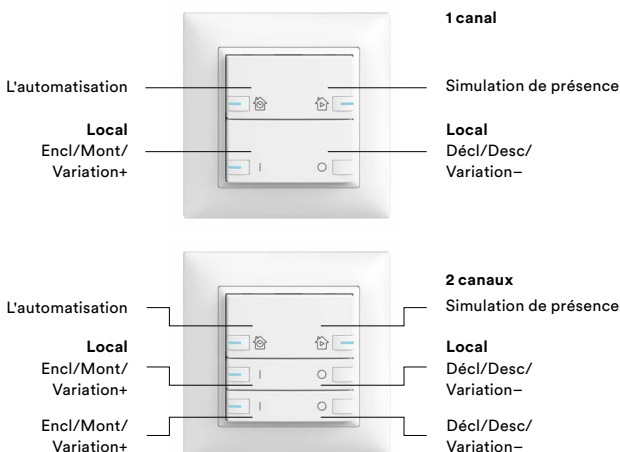 1 canal
L'automatisation
Simulation de présence
Local
Encl/Mont/
Variation+
Local
Décl/Desc/
Variation–
2 canaux
L'automatisation
Simulation de présence
Local
Encl/Mont/
Variation+
Local
Décl/Desc/
Variation–
Encl/Mont/
Variation+
Décl/Desc/
Variation–